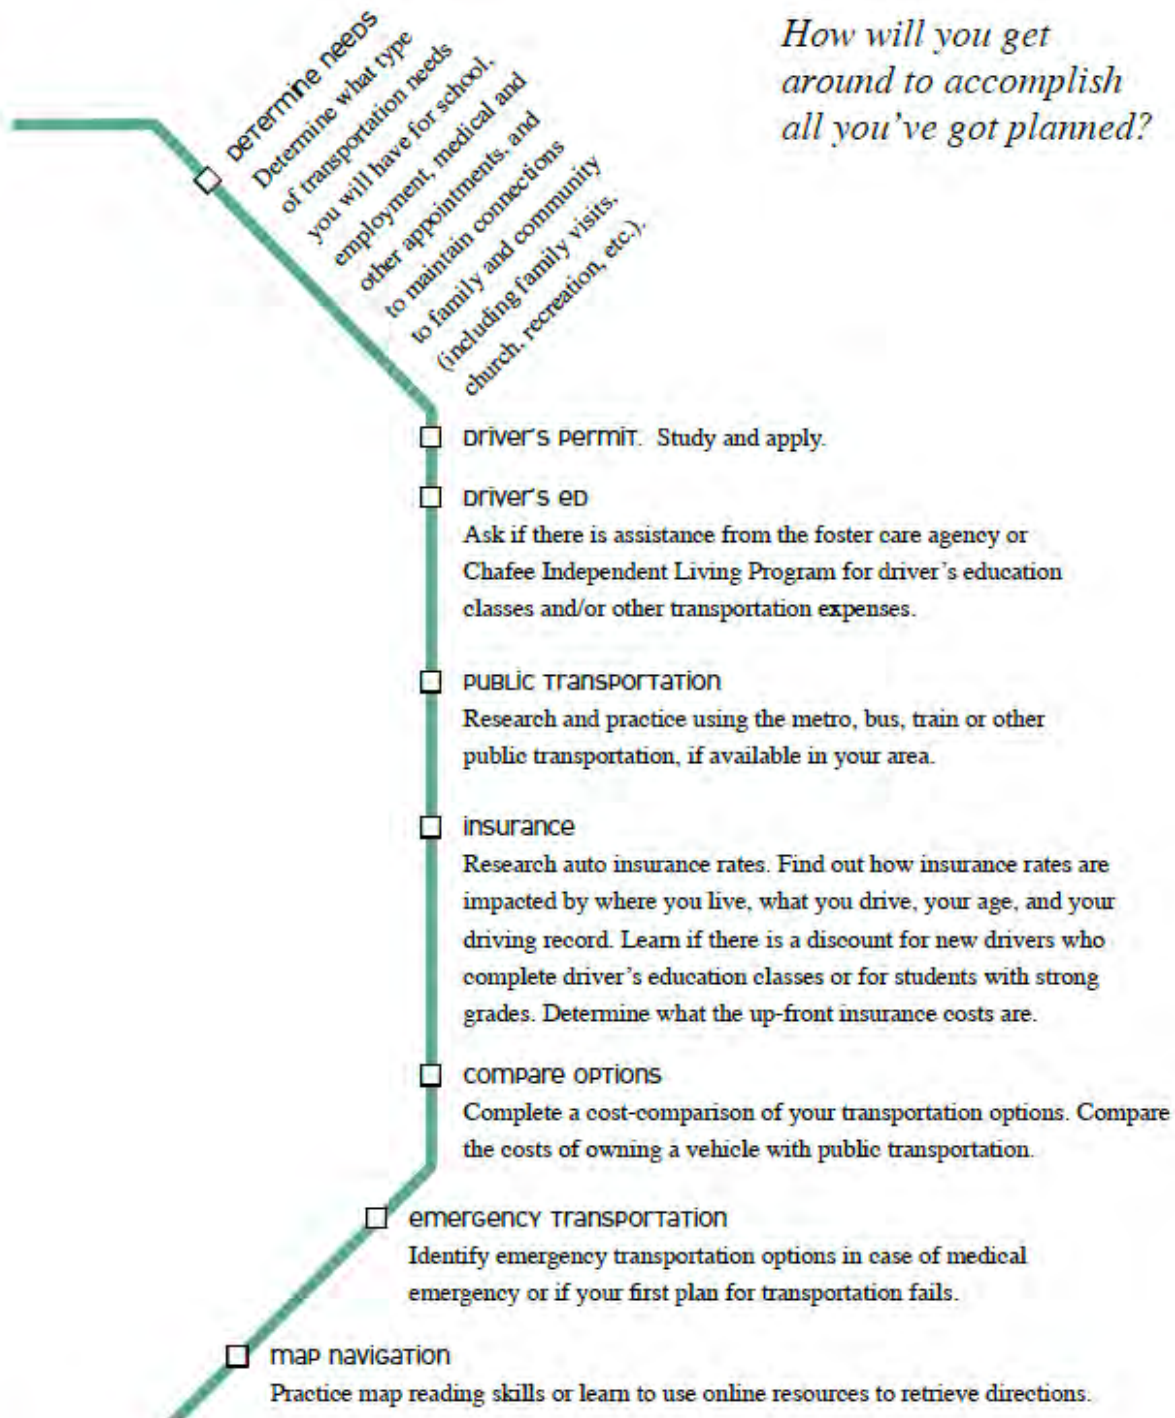 How will you get
around to accomplish
all you've got planned?
Determine needs
Determine what type
of transportation needs
you will have for school,
employment, medical and
other appointments, and
to maintain connections
to family and community
(including family visits,
church, recreation, etc.).
Driver's permit. Study and apply.
Driver's ed
Ask if there is assistance from the foster care agency or
Chafee Independent Living Program for driver's education
classes and/or other transportation expenses.
Public transportation
Research and practice using the metro, bus, train or other
public transportation, if available in your area.
insurance
Research auto insurance rates. Find out how insurance rates are
impacted by where you live, what you drive, your age, and your
driving record. Learn if there is a discount for new drivers who
complete driver's education classes or for students with strong
grades. Determine what the up-front insurance costs are.
compare options
Complete a cost-comparison of your transportation options. Compare
the costs of owning a vehicle with public transportation.
emergency transportation
Identify emergency transportation options in case of medical
emergency or if your first plan for transportation fails.
map navigation
Practice map reading skills or learn to use online resources to retrieve directions.